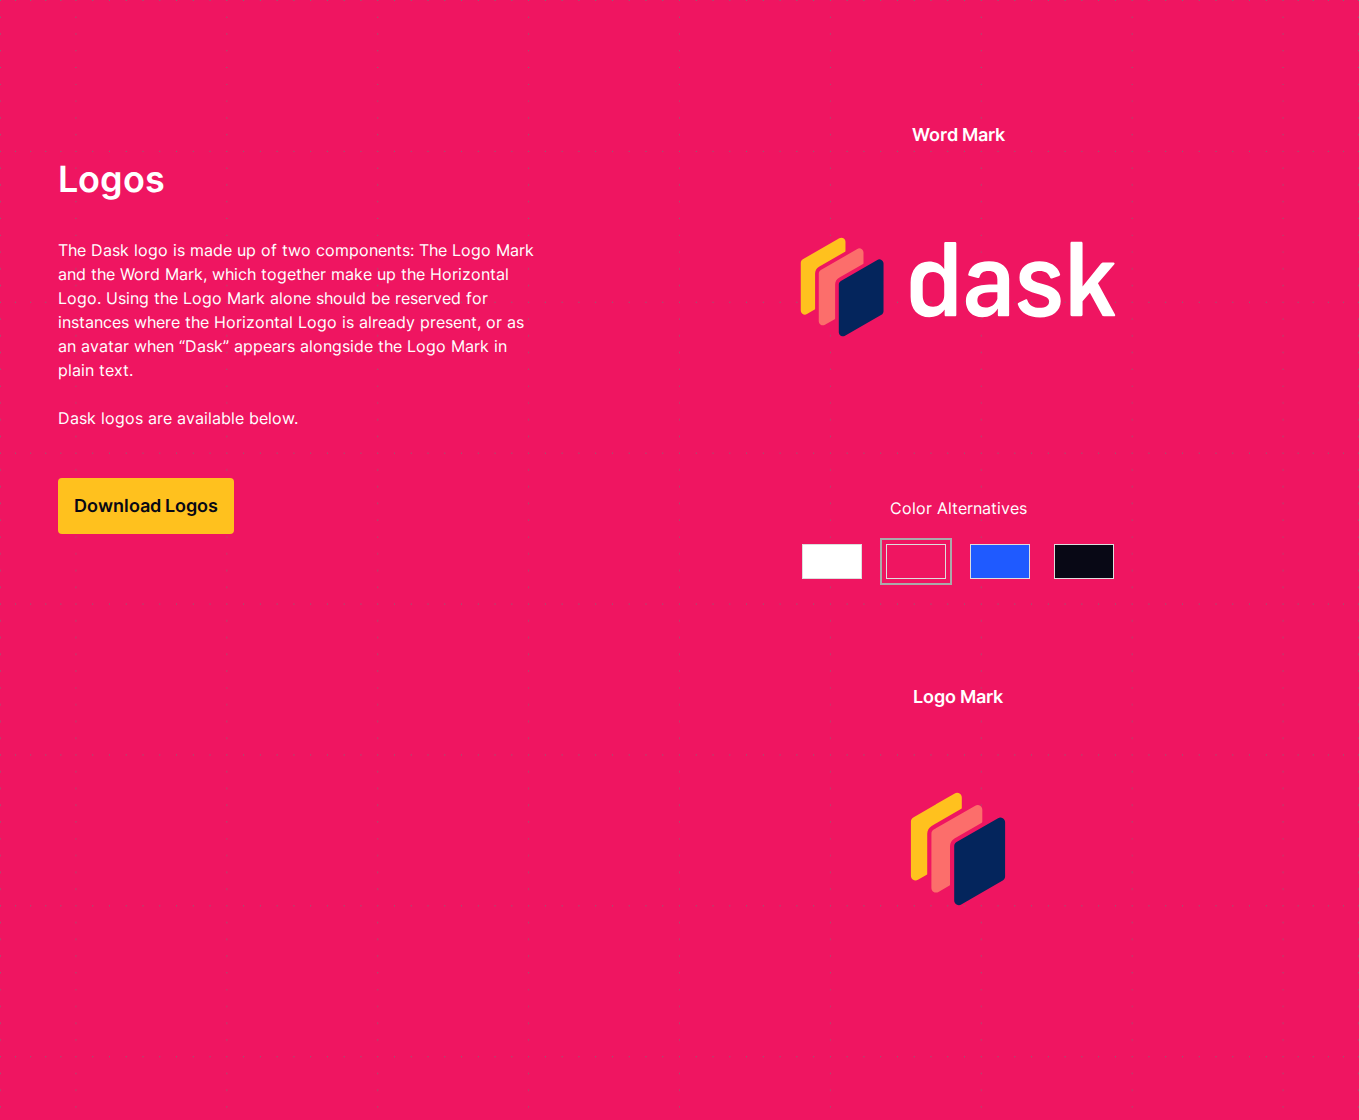 Logos
The Dask logo is made up of two components: The Logo Mark
and the Word Mark, which together make up the Horizontal
Logo. Using the Logo Mark alone should be reserved for
instances where the Horizontal Logo is already present, or as
an avatar when “Dask” appears alongside the Logo Mark in
plain text.
Dask logos are available below.
Download Logos
Word Mark
dask
Color Alternatives
Logo Mark